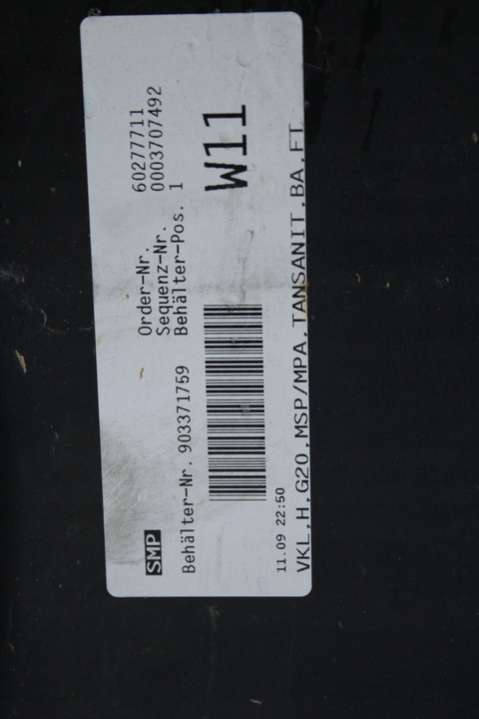 Order-Nr. 60277711
Sequenz-Nr. 0003707492
Behälter-Pos. 1
SMP
Behälter-Nr. 903371759
W11
11.09 22:50
VKL,H,G20,MSP/MPA,TANSANIT,BA,FT